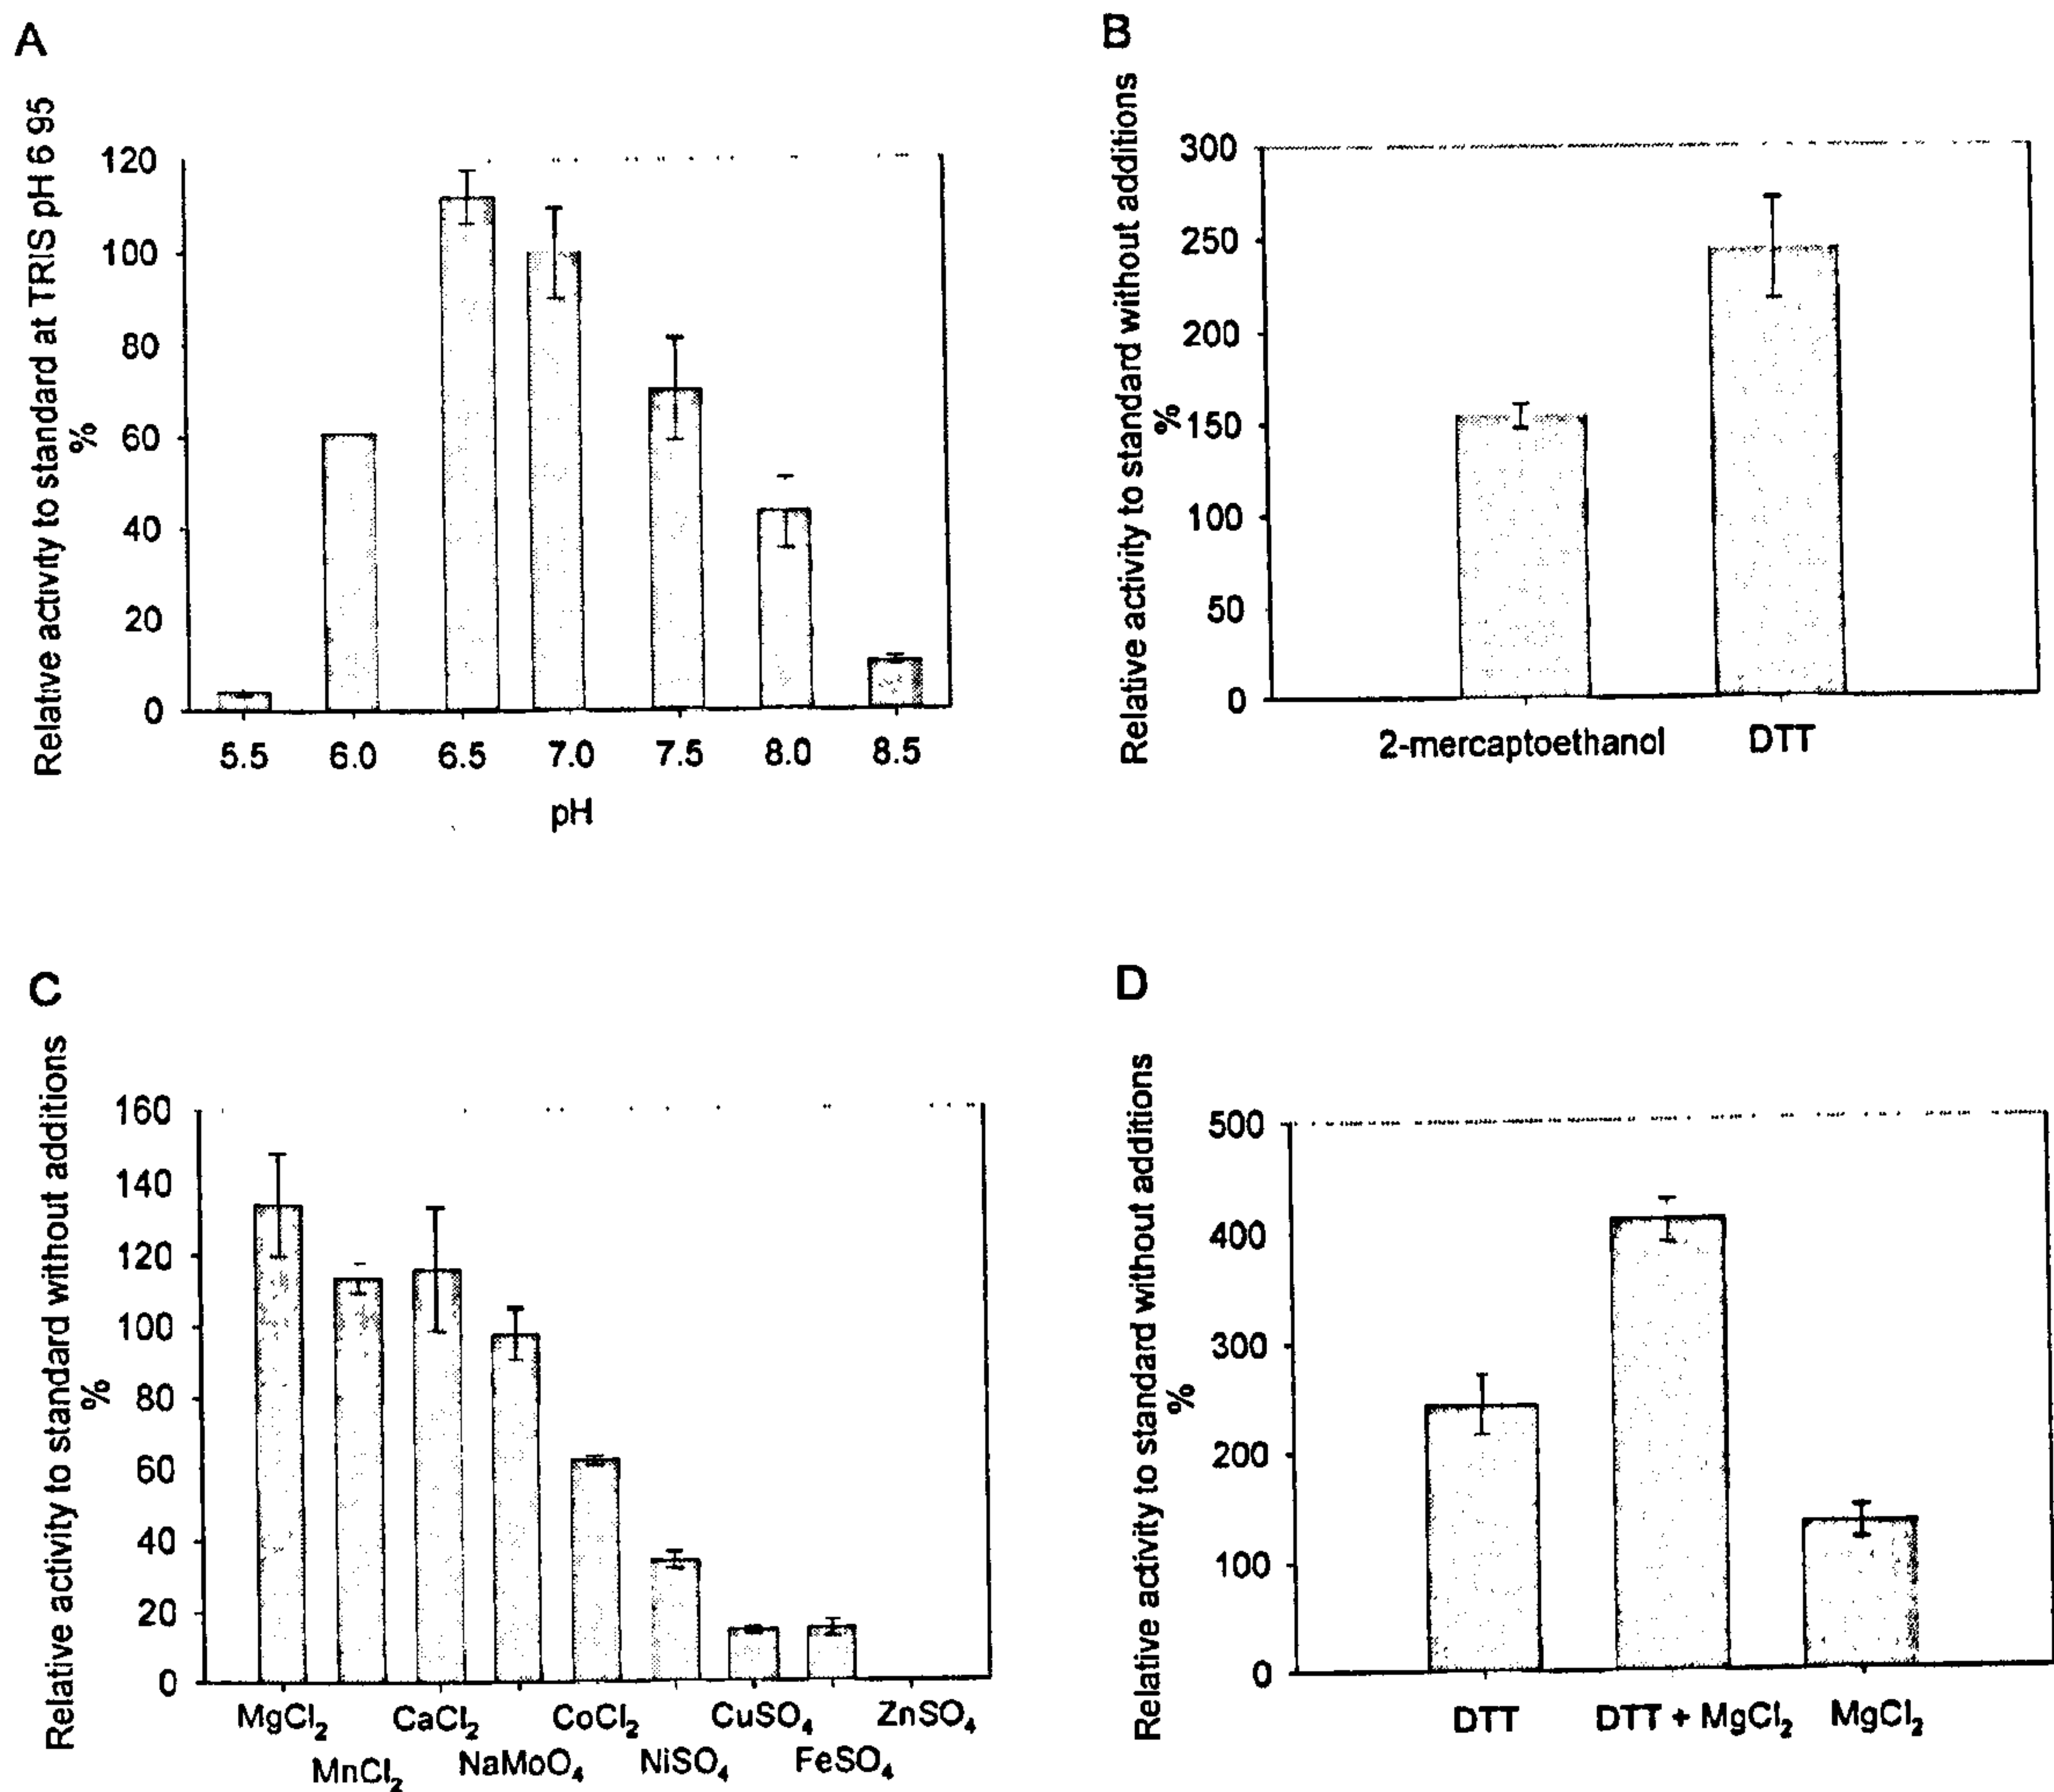 A
Relative activity to standard at TRIS pH 6 95
%
120
100
80
60
40
20
0
5.5 6.0 6.5 7.0 7.5 8.0 8.5
pH
B
Relative activity to standard without additions
%
300
250
200
150
100
50
0
2-mercaptoethanol DTT
C
Relative activity to standard without additions
%
160
140
120
100
80
60
40
20
0
MgCl₂ CaCl₂ CoCl₂ CuSO₄ ZnSO₄
MnCl₂ NaMoO₄ NiSO₄ FeSO₄
D
Relative activity to standard without additions
%
500
400
300
200
100
0
DTT DTT + MgCl₂ MgCl₂